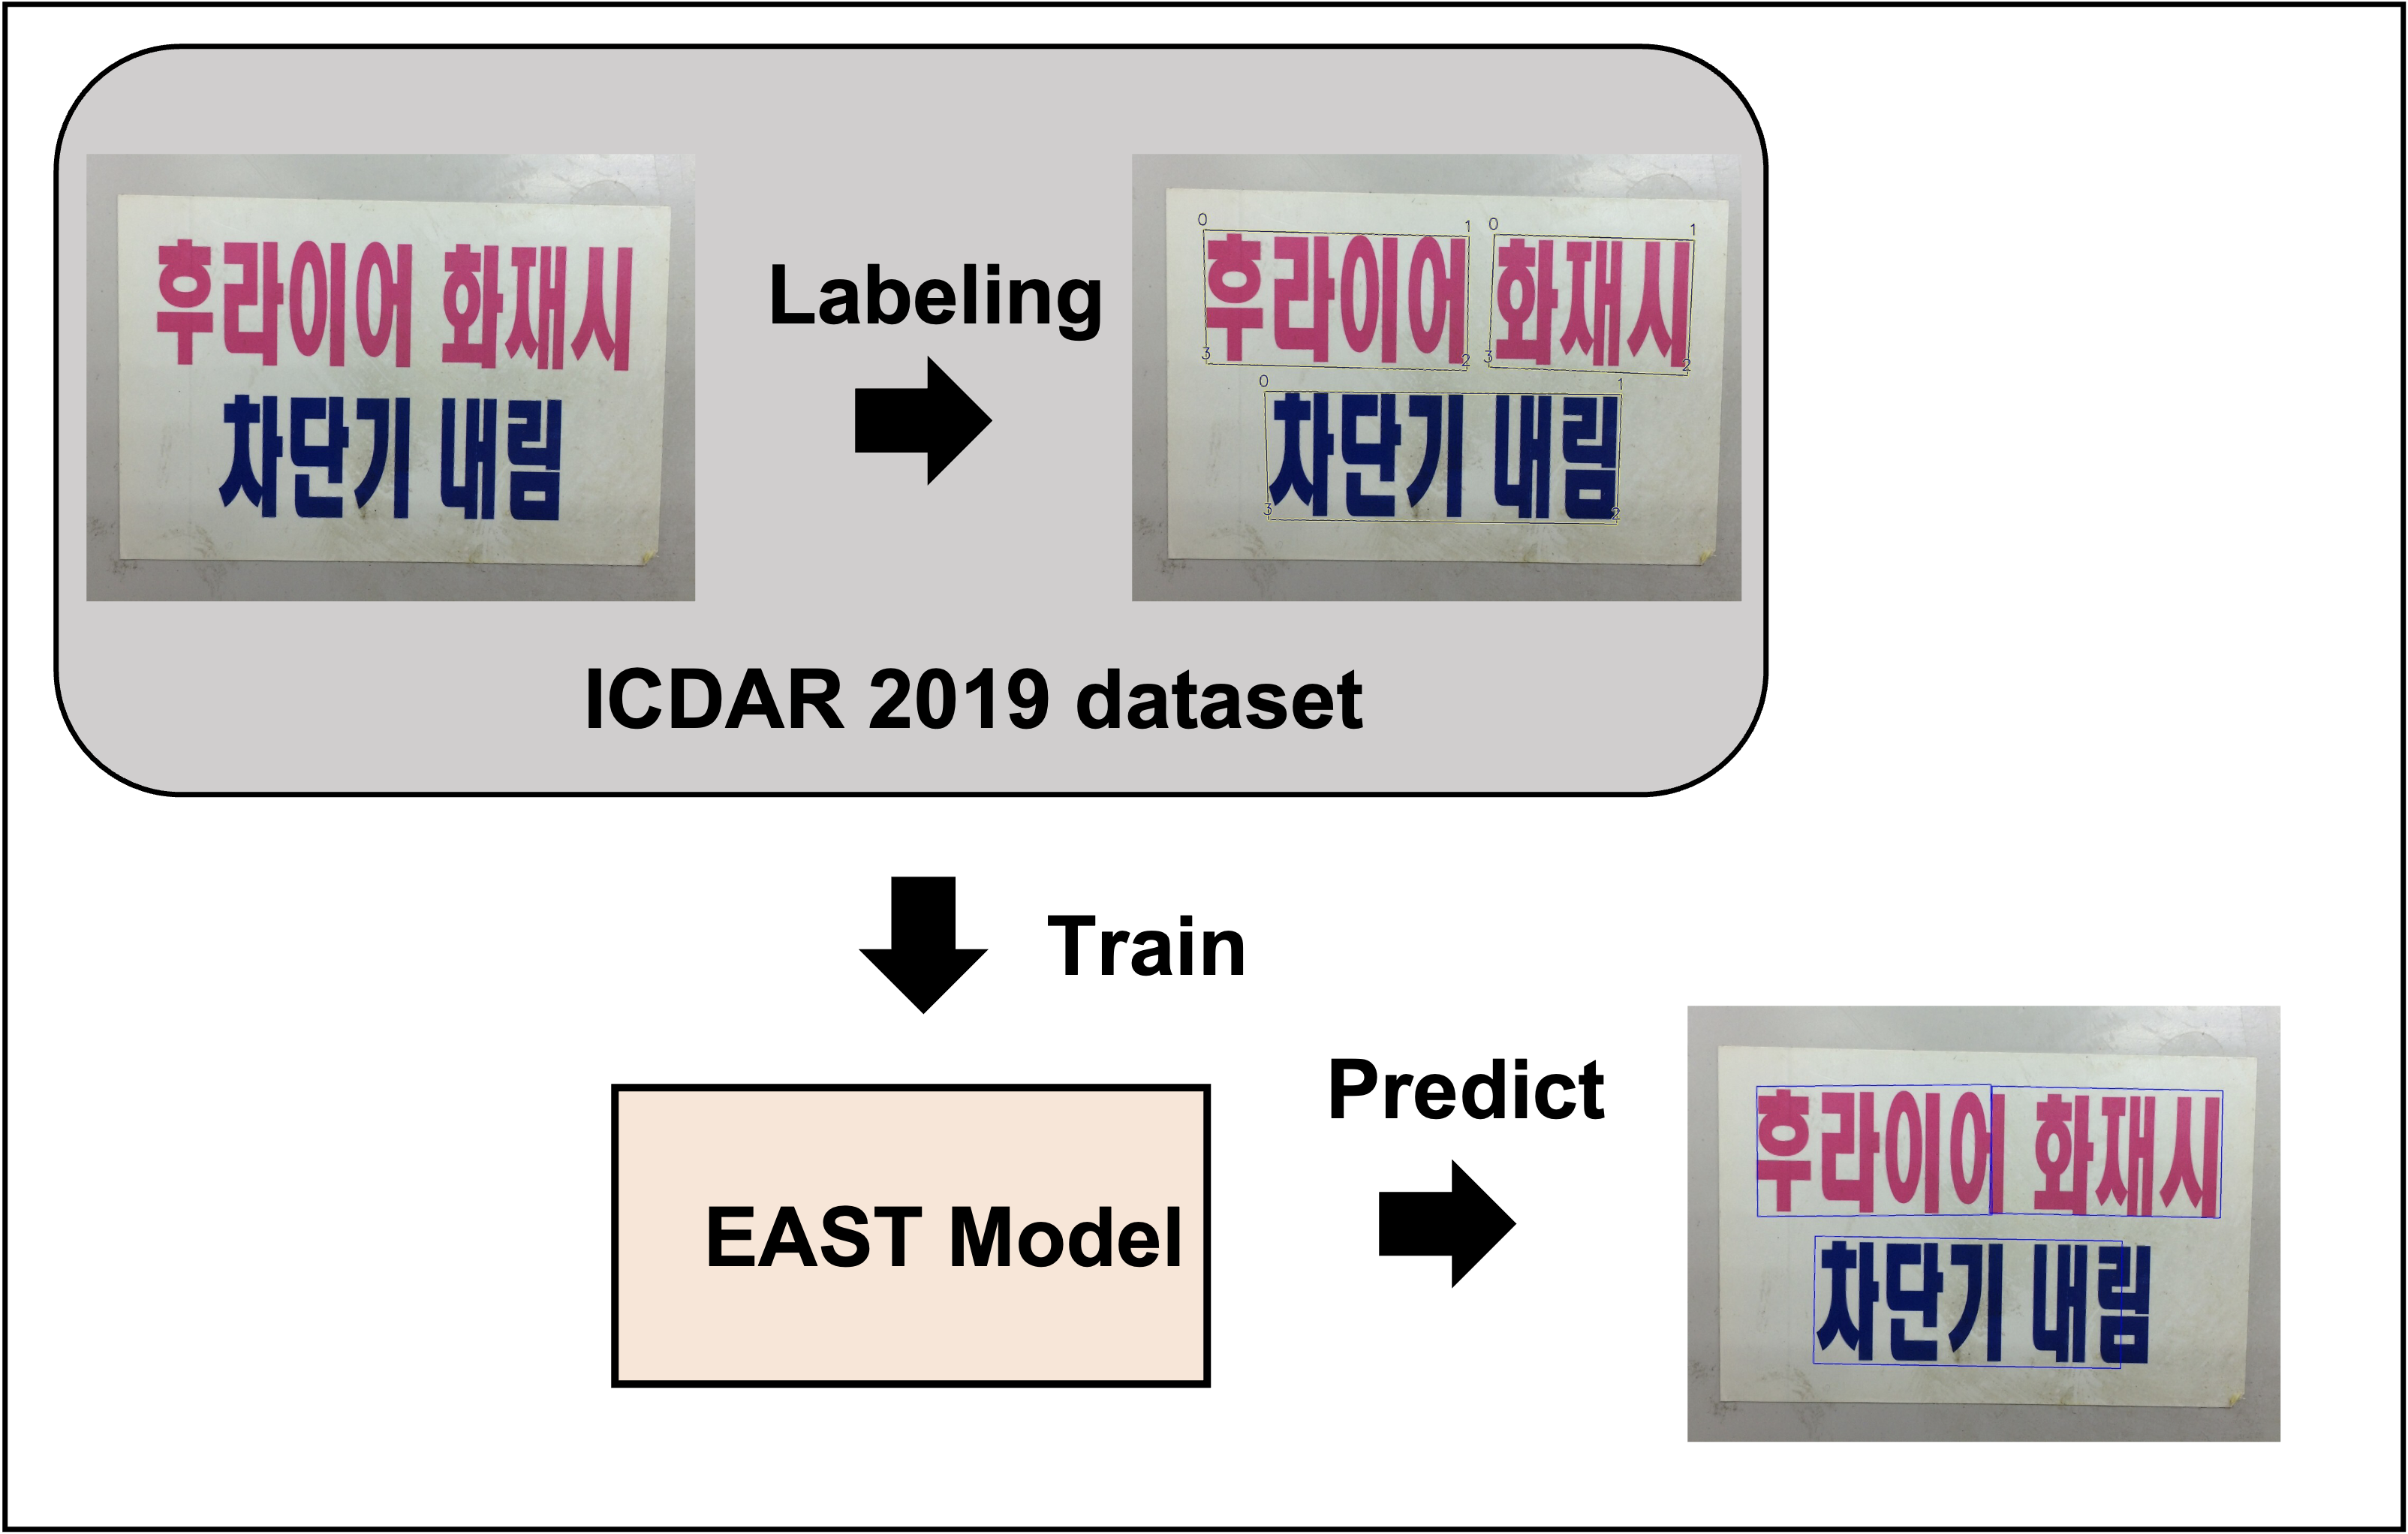 후라이어 화재시
차단기 내림
Labeling
0 1 0 1
후라이어 화재시
3 2 3 2
0 1
차단기 내림
3 2
ICDAR 2019 dataset
Train
EAST Model
Predict
후라이어 화재시
차단기 내림